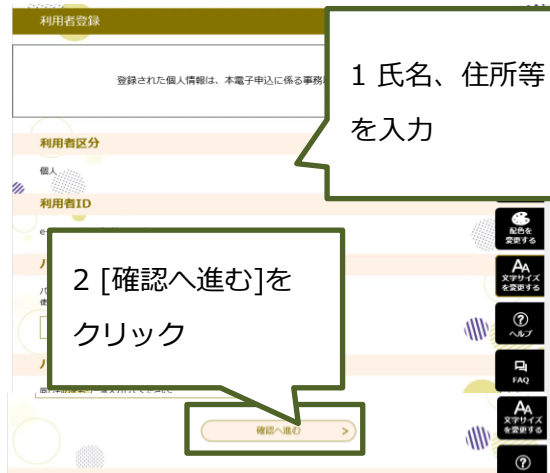 利用者登録
登録された個人情報は、本電子申込に係る事務
1 氏名、住所等
を入力
利用者区分
個人
利用者ID
配色を
変更する
2 [確認へ進む]を
クリック
AA
文字サイズ
を変更する
?
ヘルプ
FAQ
確認へ進む >
AA
文字サイズ
を変更する
?